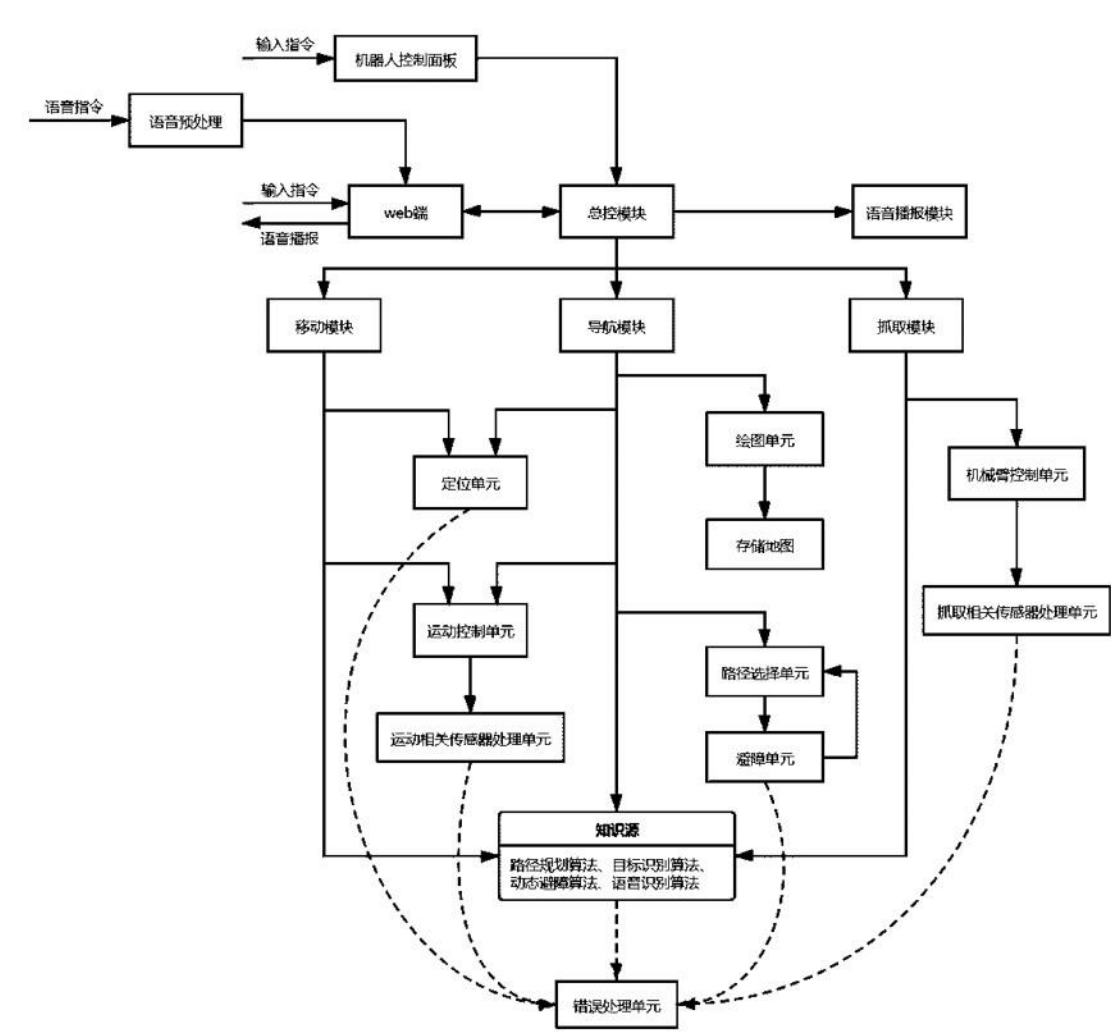 输入指令
机器人控制面板
语音指令
语音预处理
输入指令
web端
总控模块
语音播报模块
语音播报
移动模块
导航模块
抓取模块
绘图单元
定位单元
机械臂控制单元
存储地图
抓取相关传感器处理单元
运动控制单元
路径选择单元
运动相关传感器处理单元
避障单元
知识源
路径规划算法、目标识别算法、
动态避障算法、语音识别算法
错误处理单元